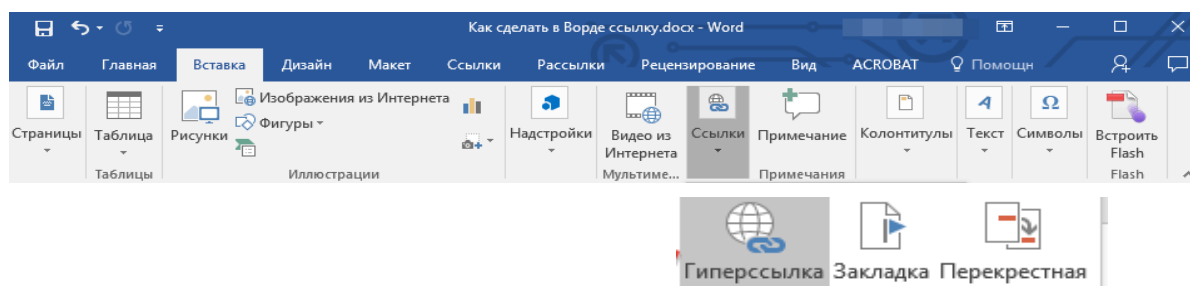 Как сделать в Ворде ссылку.docx - Word
Файл Главная Вставка Дизайн Макет Ссылки Рассылки Рецензирование Вид ACROBAT Помощн
Страницы Таблица Рисунки Изображения из Интернета Фигуры Надстройки Видео из Интернета Ссылки Примечание Колонтитулы Текст Символы Встроить Flash
Таблицы Иллюстрации Мультиме... Примечания Flash
Гиперссылка Закладка Перекрестная